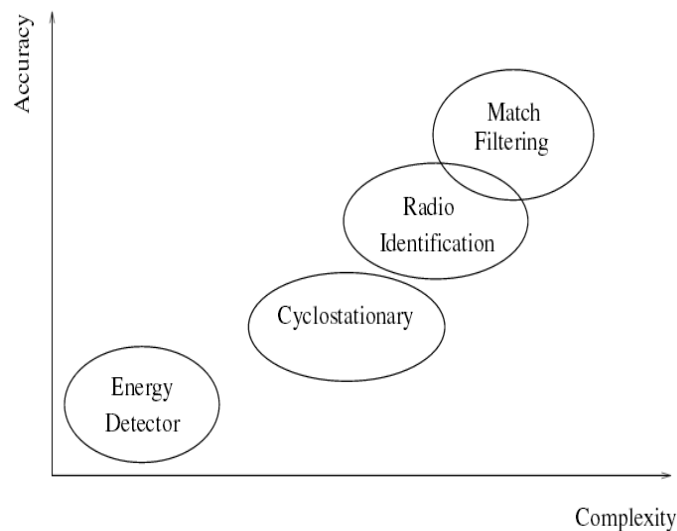 Accuracy
Match
Filtering
Radio
Identification
Cyclostationary
Energy
Detector
Complexity